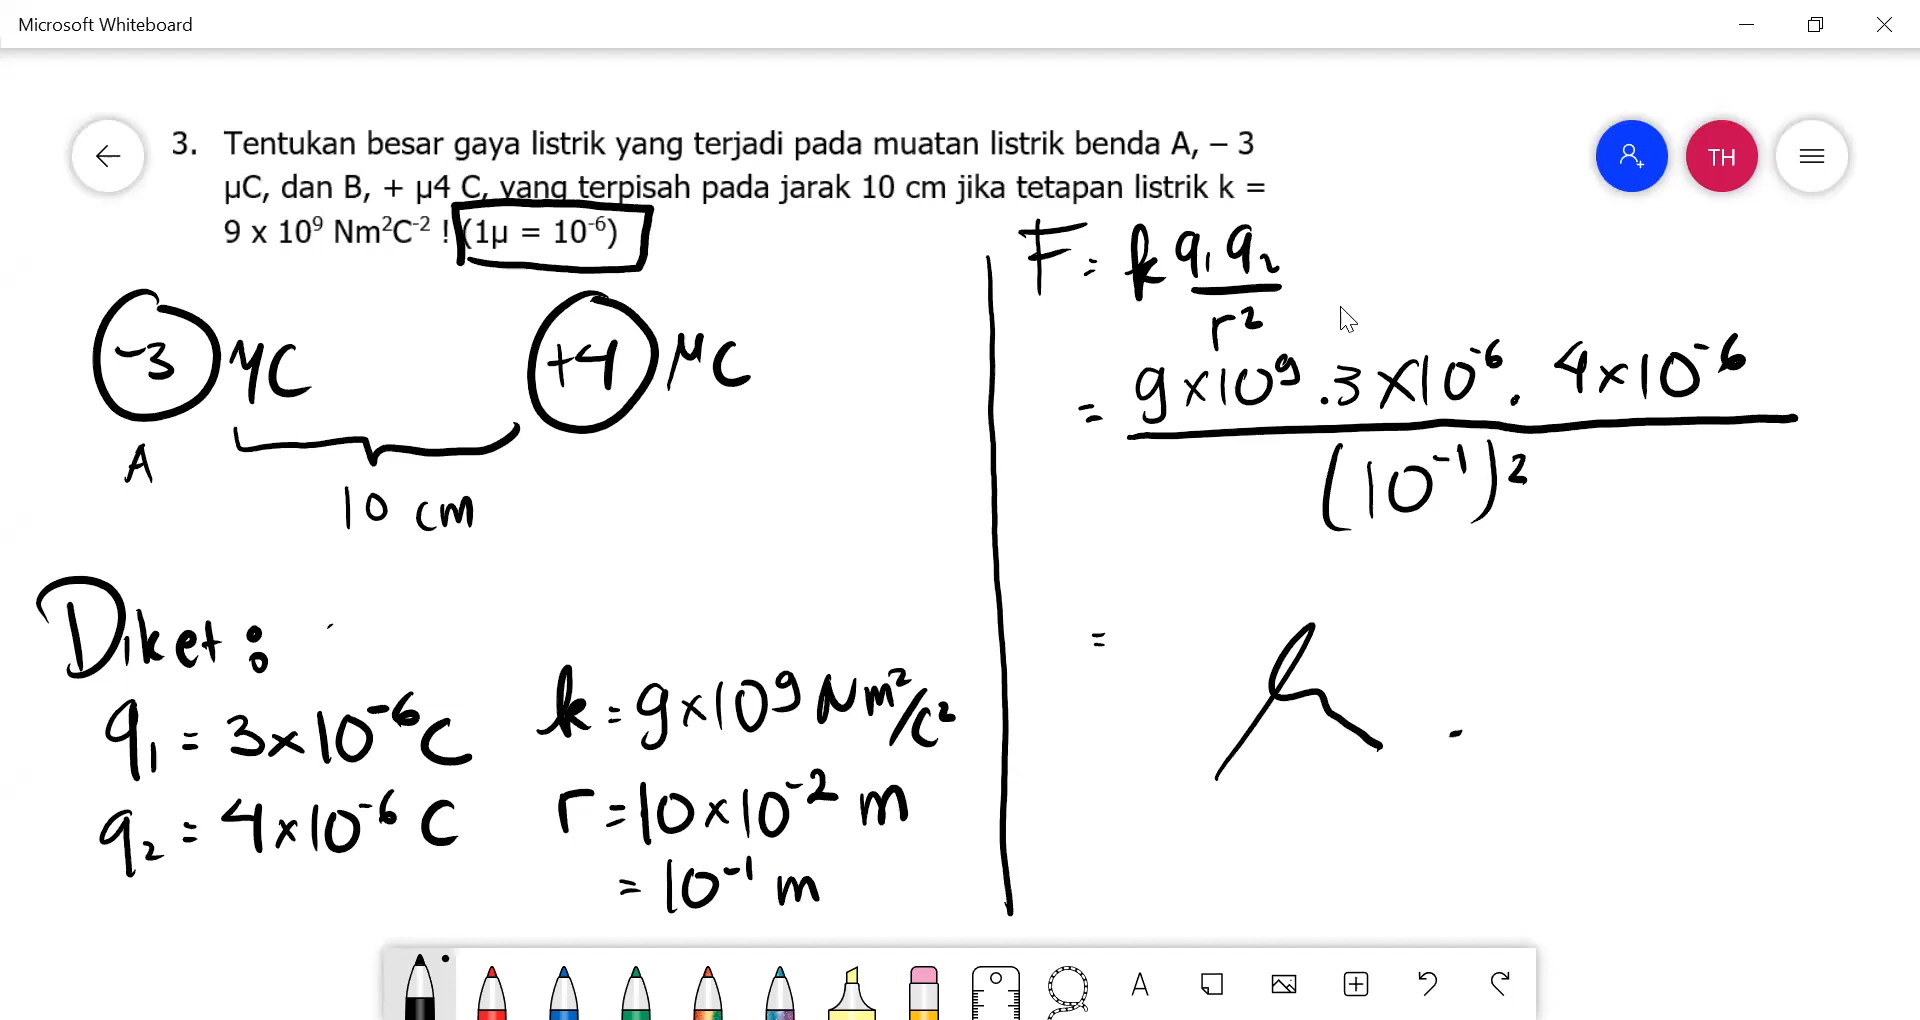 Microsoft Whiteboard
3. Tentukan besar gaya listrik yang terjadi pada muatan listrik benda A, – 3
μC, dan B, + μ4 C, yang terpisah pada jarak 10 cm jika tetapan listrik k =
9 x 10⁹ Nm²C⁻² ! (1μ = 10⁻⁶)
TH
-3 μC
+4 μC
A
10 cm
Diket :
q₁ = 3 x 10⁻⁶ C
q₂ = 4 x 10⁻⁶ C
k = 9 x 10⁹ Nm²/C²
r = 10 x 10⁻² m
= 10⁻¹ m
F = k q₁ q₂
r²
= 9 x 10⁹ . 3 x 10⁻⁶ . 4 x 10⁻⁶
(10⁻¹)²
=
A